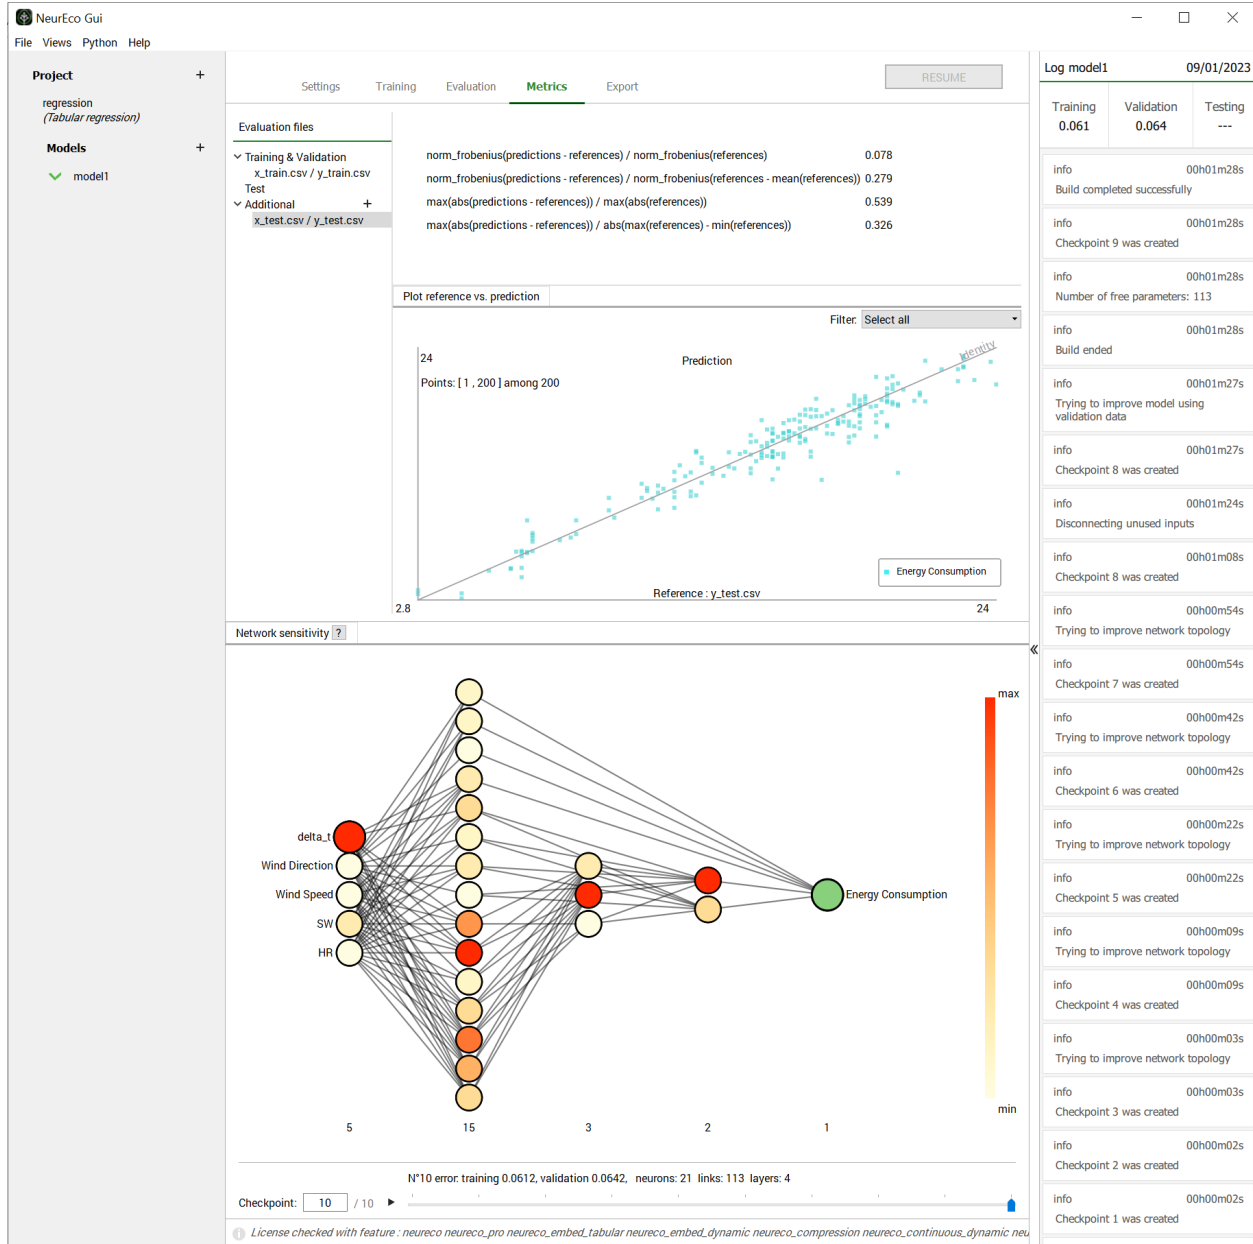 NeurEco Gui
File Views Python Help
Project +
regression
(Tabular regression)
Models +
model1
Settings Training Evaluation Metrics Export
RESUME
Evaluation files
Training & Validation
x_train.csv / y_train.csv
Test
Additional +
x_test.csv / y_test.csv
norm_frobenius(predictions - references) / norm_frobenius(references) 0.078
norm_frobenius(predictions - references) / norm_frobenius(references - mean(references)) 0.279
max(abs(predictions - references)) / max(abs(references)) 0.539
max(abs(predictions - references)) / abs(max(references) - min(references)) 0.326
Plot reference vs. prediction
Filter: Select all
24
Prediction
Identity
Points: [ 1 , 200 ] among 200
Energy Consumption
Reference : y_test.csv
2.8
24
Network sensitivity ?
max
delta_t
Wind Direction
Wind Speed
SW
HR
Energy Consumption
min
5 15 3 2 1
N°10 error: training 0.0612, validation 0.0642, neurons: 21 links: 113 layers: 4
Checkpoint: 10 / 10
License checked with feature : neureco neureco_pro neureco_embed_tabular neureco_embed_dynamic neureco_compression neureco_continuous_dynamic neu
«
Log model1 09/01/2023
Training Validation Testing
0.061 0.064 ---
info 00h01m28s
Build completed successfully
info 00h01m28s
Checkpoint 9 was created
info 00h01m28s
Number of free parameters: 113
info 00h01m28s
Build ended
info 00h01m27s
Trying to improve model using
validation data
info 00h01m27s
Checkpoint 8 was created
info 00h01m24s
Disconnecting unused inputs
info 00h01m08s
Checkpoint 8 was created
info 00h00m54s
Trying to improve network topology
info 00h00m54s
Checkpoint 7 was created
info 00h00m42s
Trying to improve network topology
info 00h00m42s
Checkpoint 6 was created
info 00h00m22s
Trying to improve network topology
info 00h00m22s
Checkpoint 5 was created
info 00h00m09s
Trying to improve network topology
info 00h00m09s
Checkpoint 4 was created
info 00h00m03s
Trying to improve network topology
info 00h00m03s
Checkpoint 3 was created
info 00h00m02s
Checkpoint 2 was created
info 00h00m02s
Checkpoint 1 was created